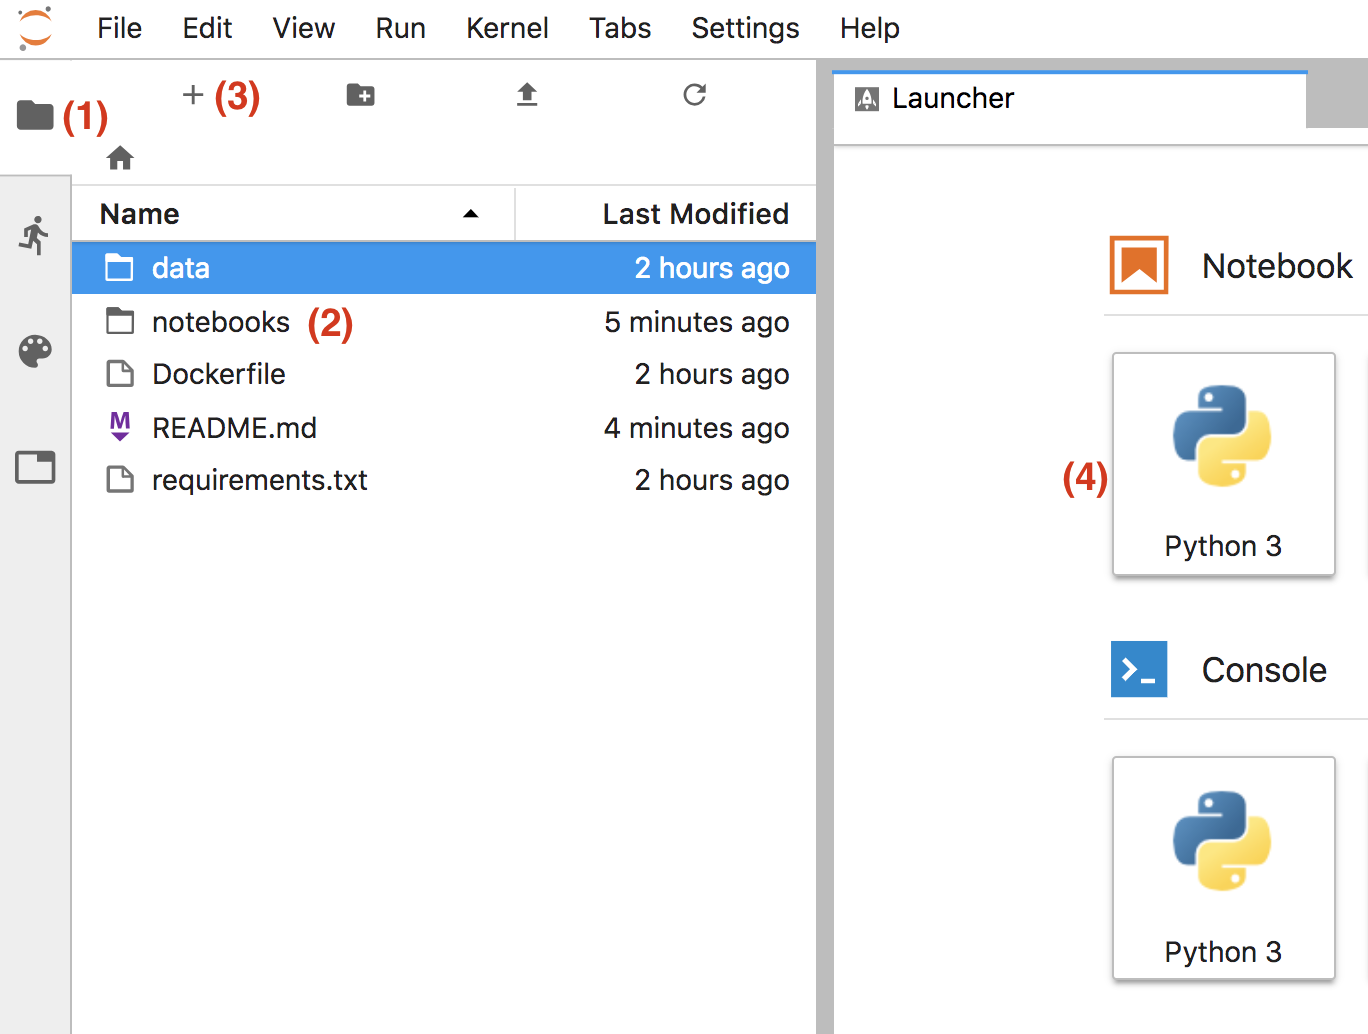 File Edit View Run Kernel Tabs Settings Help
(1)
(3)
Launcher
Name Last Modified
data 2 hours ago
notebooks (2) 5 minutes ago
Dockerfile 2 hours ago
M README.md 4 minutes ago
requirements.txt 2 hours ago
Notebook
(4)
Python 3
Console
Python 3